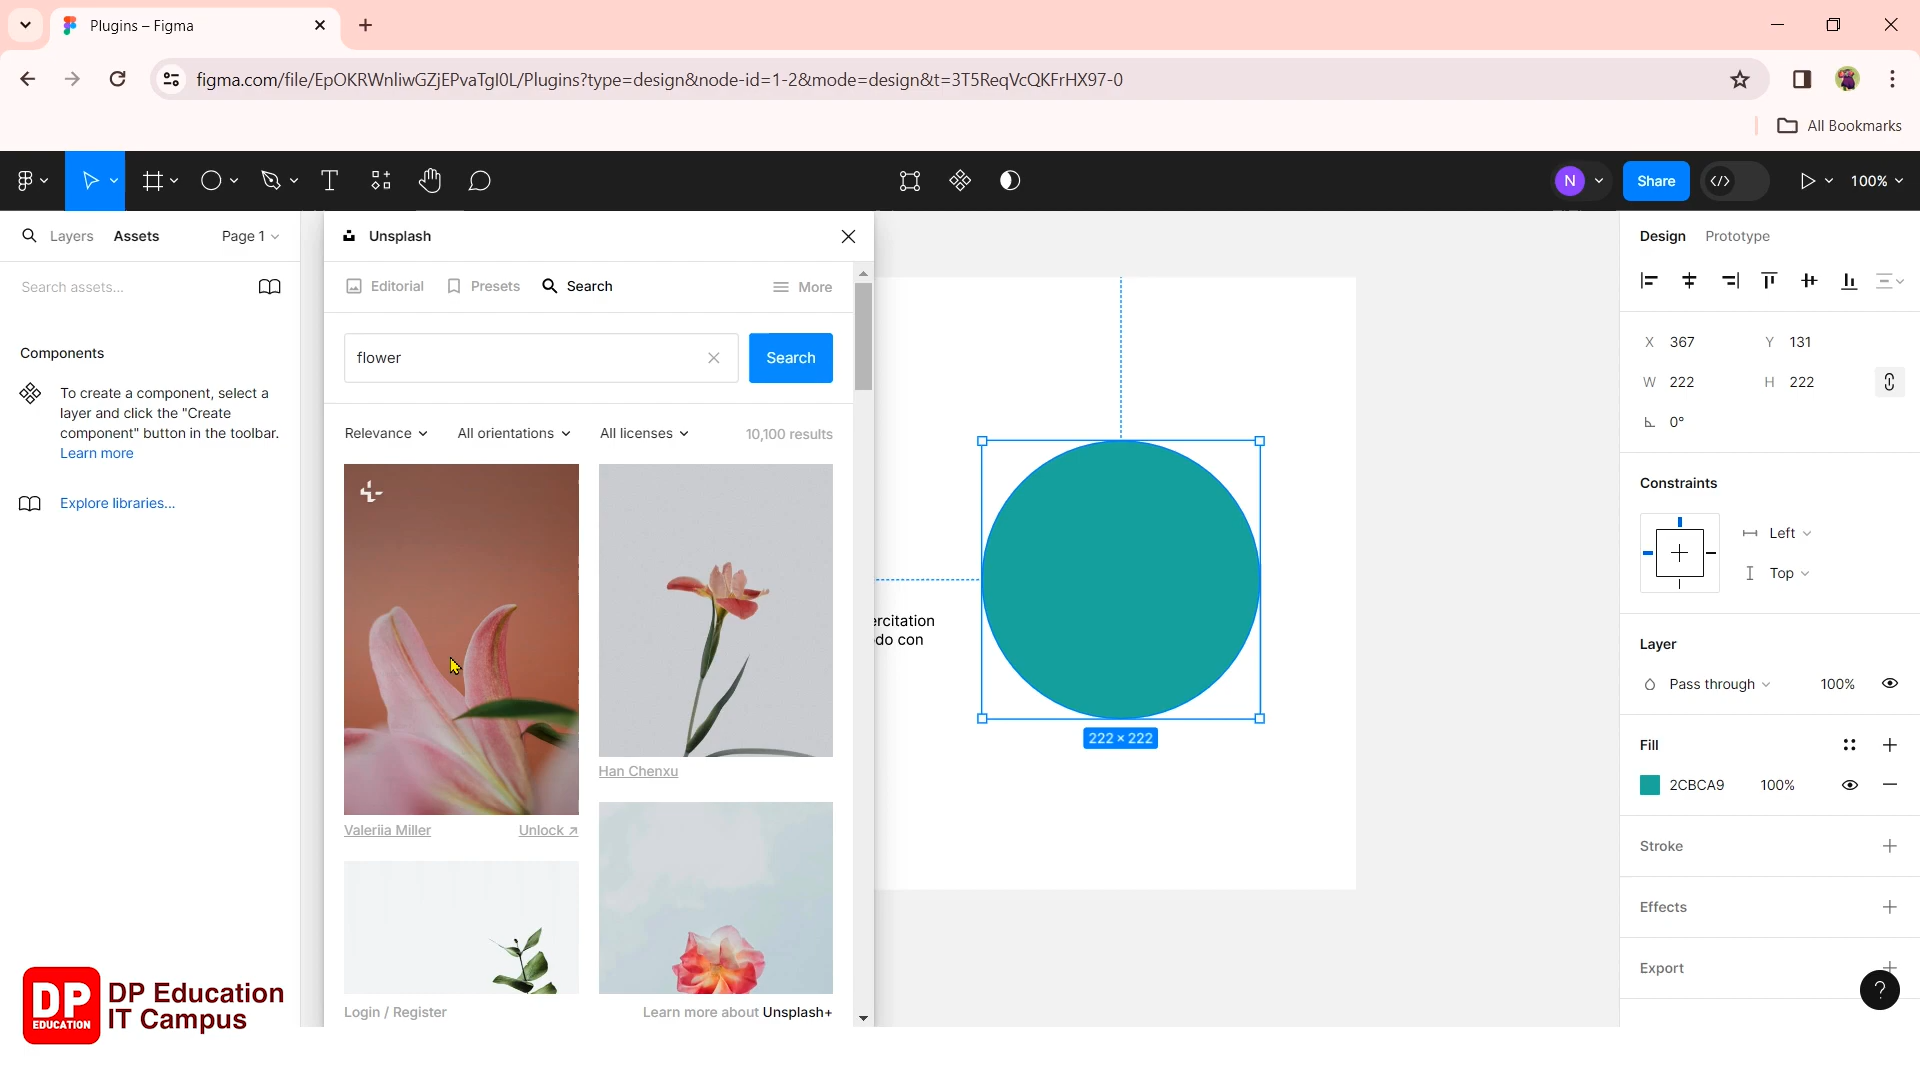 Plugins – Figma
figma.com/file/EpOKRWnliwGZjEPvaTgI0L/Plugins?type=design&node-id=1-2&mode=design&t=3T5ReqVcQKFrHX97-0
All Bookmarks
N
Share
100%
Layers
Assets
Page 1
Search assets...
Components
To create a component, select a
layer and click the "Create
component" button in the toolbar.
Learn more
Explore libraries...
Unsplash
Editorial
Presets
Search
More
flower
Search
Relevance
All orientations
All licenses
10,100 results
Han Chenxu
Valeriia Miller
Unlock
Login / Register
Learn more about Unsplash+
ercitation
do con
222 × 222
Design
Prototype
X 367
Y 131
W 222
H 222
0°
Constraints
Left
Top
Layer
Pass through
100%
Fill
2CBCA9
100%
Stroke
Effects
Export
?
DP
EDUCATION
DP Education
IT Campus